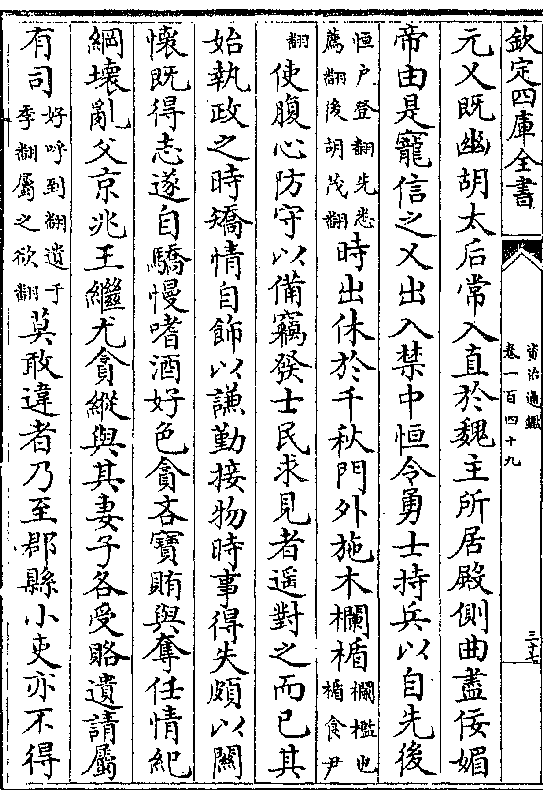 欽定四庫全書
資治通鑑
卷一百四十九
三十七
元乂既幽胡太后常入直於魏主所居殿側曲盡佞媚
帝由是寵信之乂出入禁中恒令勇士持兵以自先後
恒户登翻先悉薦翻後胡茂翻時出休於千秋門外施木欄楯欄檻也楯食尹
翻使腹心防守以備竊發士民求見者遥對之而已其
始執政之時矯情自飾以謙勤接物時事得失頗以關
懷既得志遂自驕慢嗜酒好色貪吝寶賄與奪任情紀
綱壞亂父京兆王繼尤貪縱與其妻子各受賂遺請屬
有司好呼到翻遺于季翻屬之欲翻莫敢違者乃至郡縣小吏亦不得